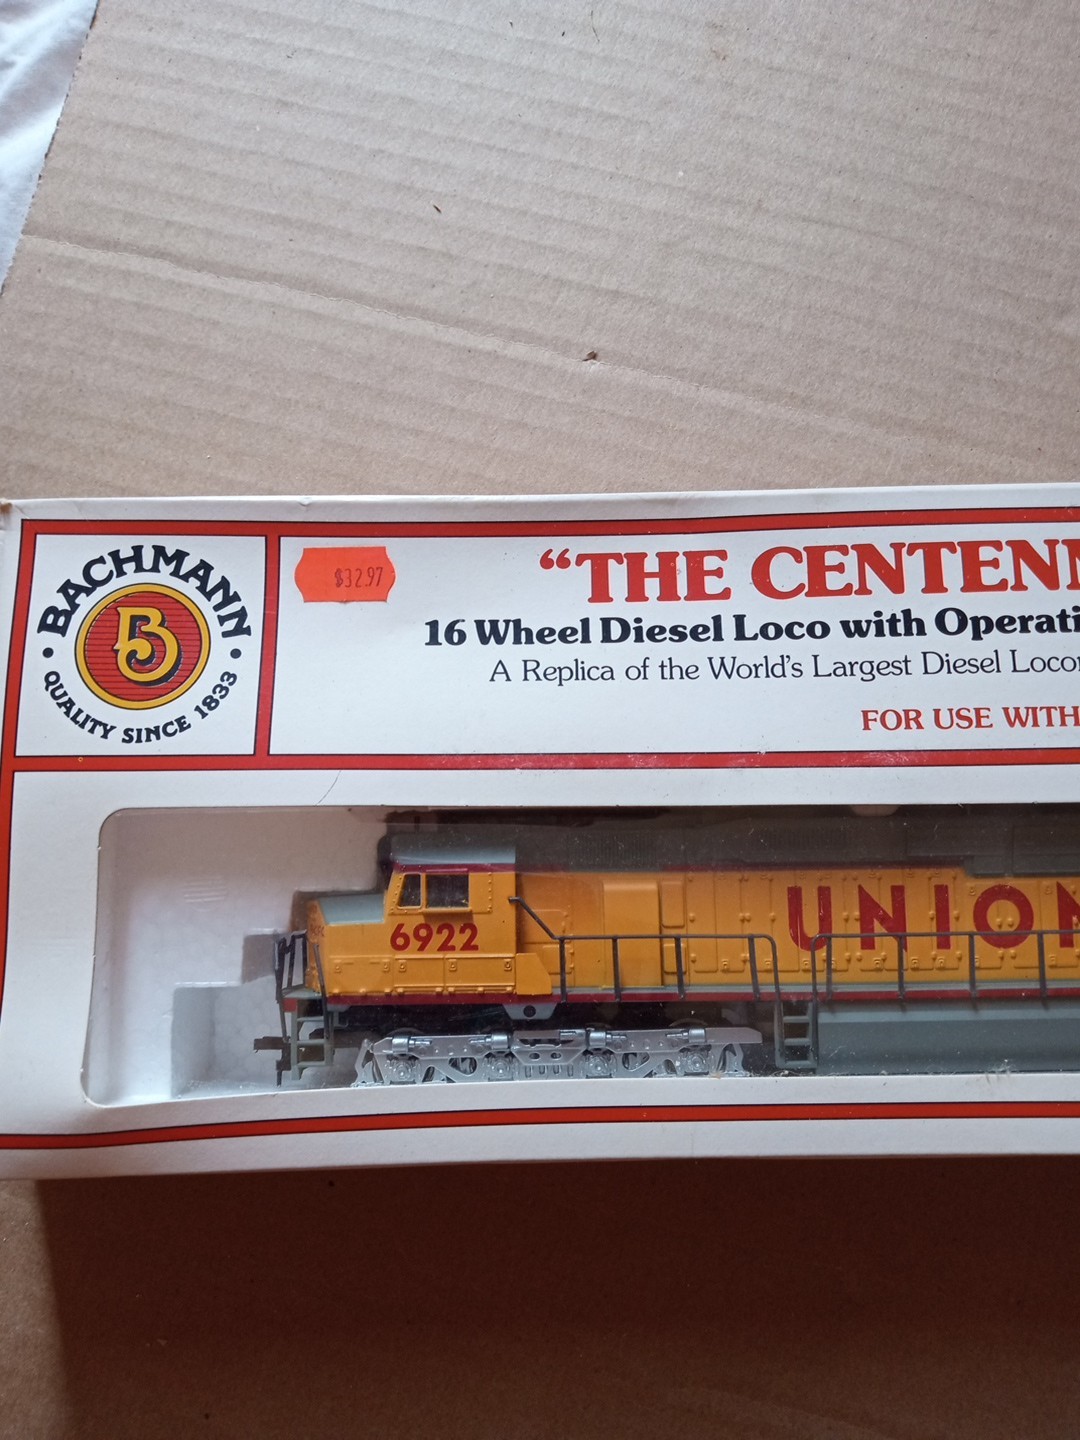 BACHMANN
B
• QUALITY SINCE 1833 •
$32.97
“THE CENTENN
16 Wheel Diesel Loco with Operati
A Replica of the World's Largest Diesel Locom
FOR USE WITH
6922
UNION